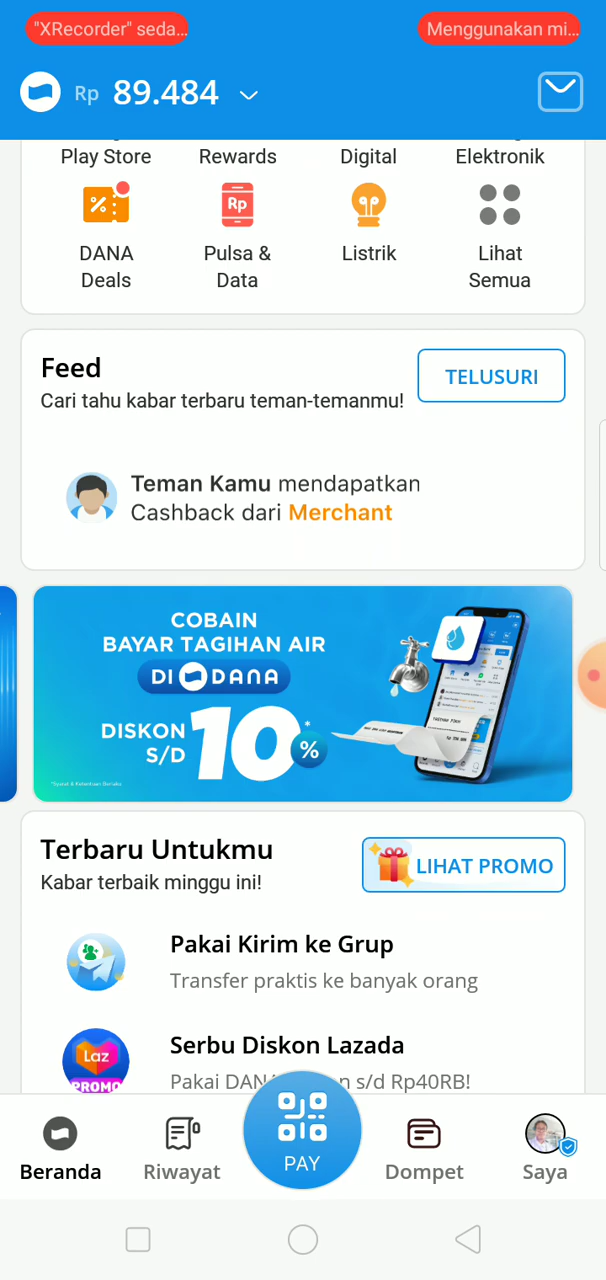 "XRecorder" seda...
Menggunakan mi...
Rp 89.484
Play Store
Rewards
Digital
Elektronik
DANA
Deals
Pulsa &
Data
Listrik
Lihat
Semua
Feed
TELUSURI
Cari tahu kabar terbaru teman-temanmu!
Teman Kamu mendapatkan
Cashback dari Merchant
COBAIN
BAYAR TAGIHAN AIR
DI DANA
DISKON
S/D 10%*
*Syarat & Ketentuan Berlaku
Terbaru Untukmu
LIHAT PROMO
Kabar terbaik minggu ini!
Pakai Kirim ke Grup
Transfer praktis ke banyak orang
Laz
PROMO
Serbu Diskon Lazada
Pakai DANA n s/d Rp40RB!
Beranda
Riwayat
PAY
Dompet
Saya